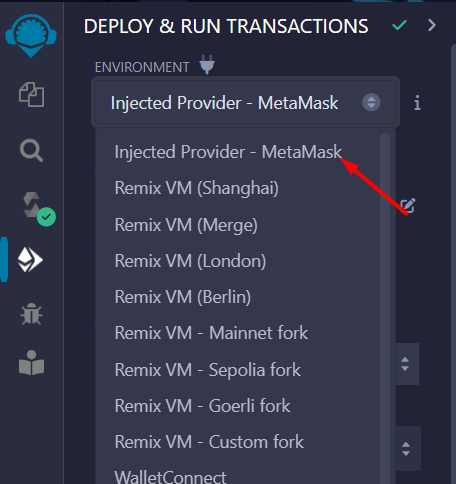 DEPLOY & RUN TRANSACTIONS
ENVIRONMENT
Injected Provider - MetaMask
Injected Provider - MetaMask
Remix VM (Shanghai)
Remix VM (Merge)
Remix VM (London)
Remix VM (Berlin)
Remix VM - Mainnet fork
Remix VM - Sepolia fork
Remix VM - Goerli fork
Remix VM - Custom fork
WalletConnect